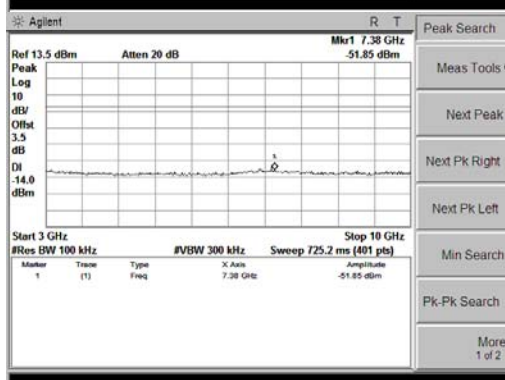 Agilent R T
Mkr1 7.38 GHz
Ref 13.5 dBm Atten 20 dB -51.85 dBm
Peak
Log
10
dB/
Offst
3.5
dB
DI
-14.0
dBm
1
Start 3 GHz Stop 10 GHz
#Res BW 100 kHz #VBW 300 kHz Sweep 725.2 ms (401 pts)
Marker Trace Type X Axis Amplitude
1 (1) Freq 7.38 GHz -51.85 dBm
Peak Search
Meas Tools
Next Peak
Next Pk Right
Next Pk Left
Min Search
Pk-Pk Search
More
1 of 2